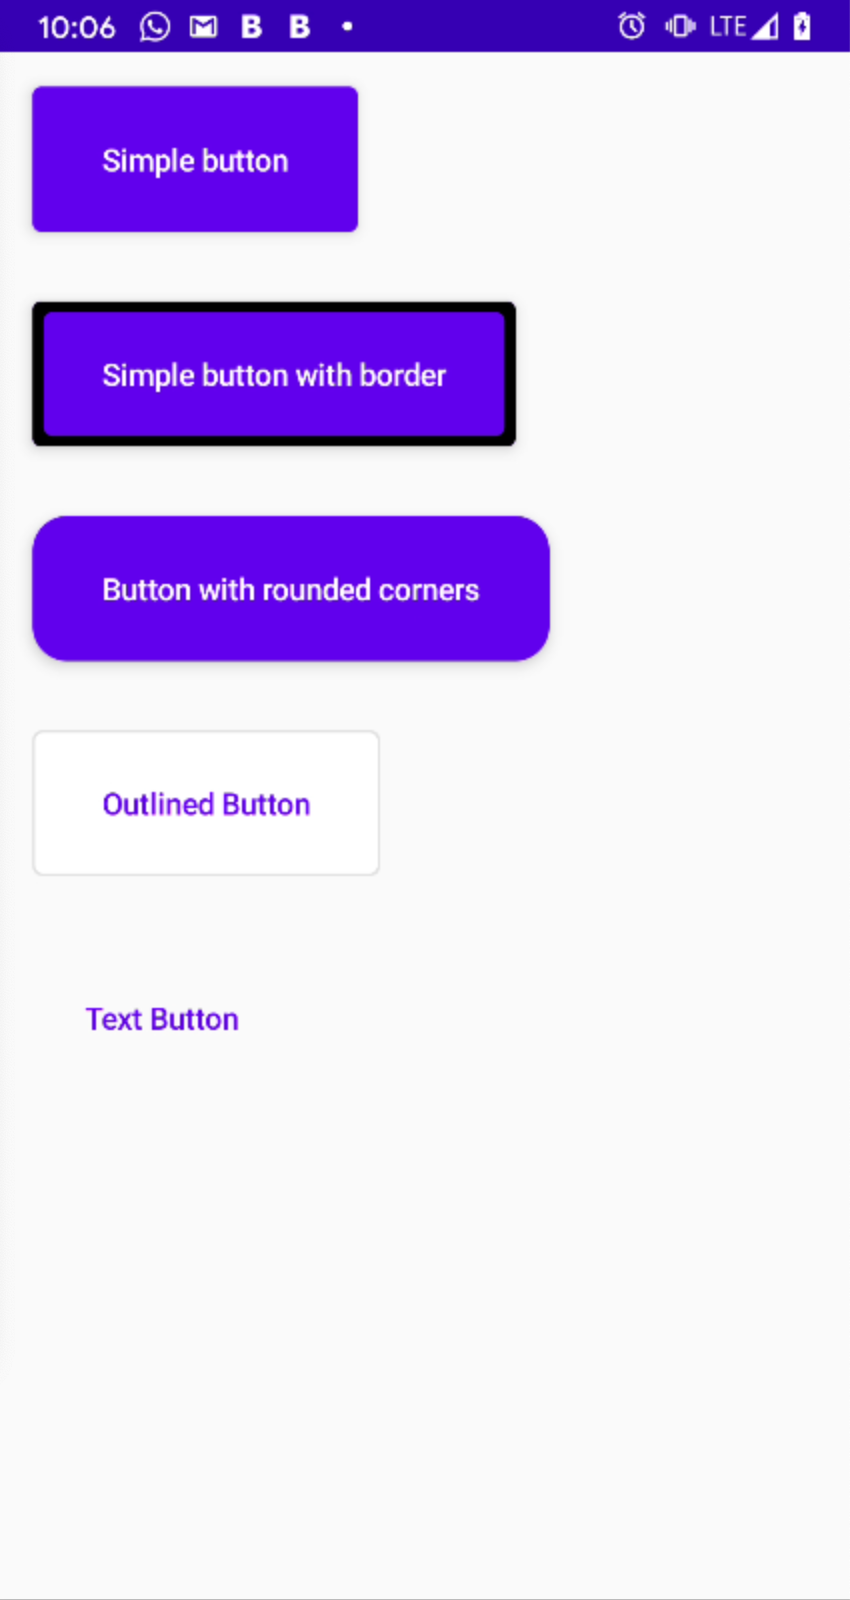 10:06 B B LTE
Simple button
Simple button with border
Button with rounded corners
Outlined Button
Text Button